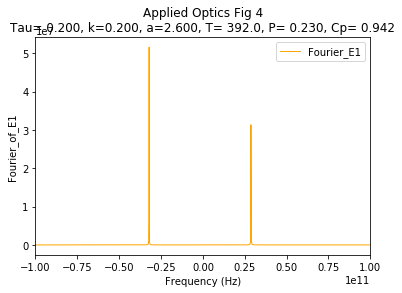 Applied Optics Fig 4
Tau= 0.200, k=0.200, a=2.600, T= 392.0, P= 0.230, Cp= 0.942
1e7
Fourier_E1
5
4
3
2
1
0
Fourier_of_E1
−1.00 −0.75 −0.50 −0.25 0.00 0.25 0.50 0.75 1.00
Frequency (Hz)
1e11